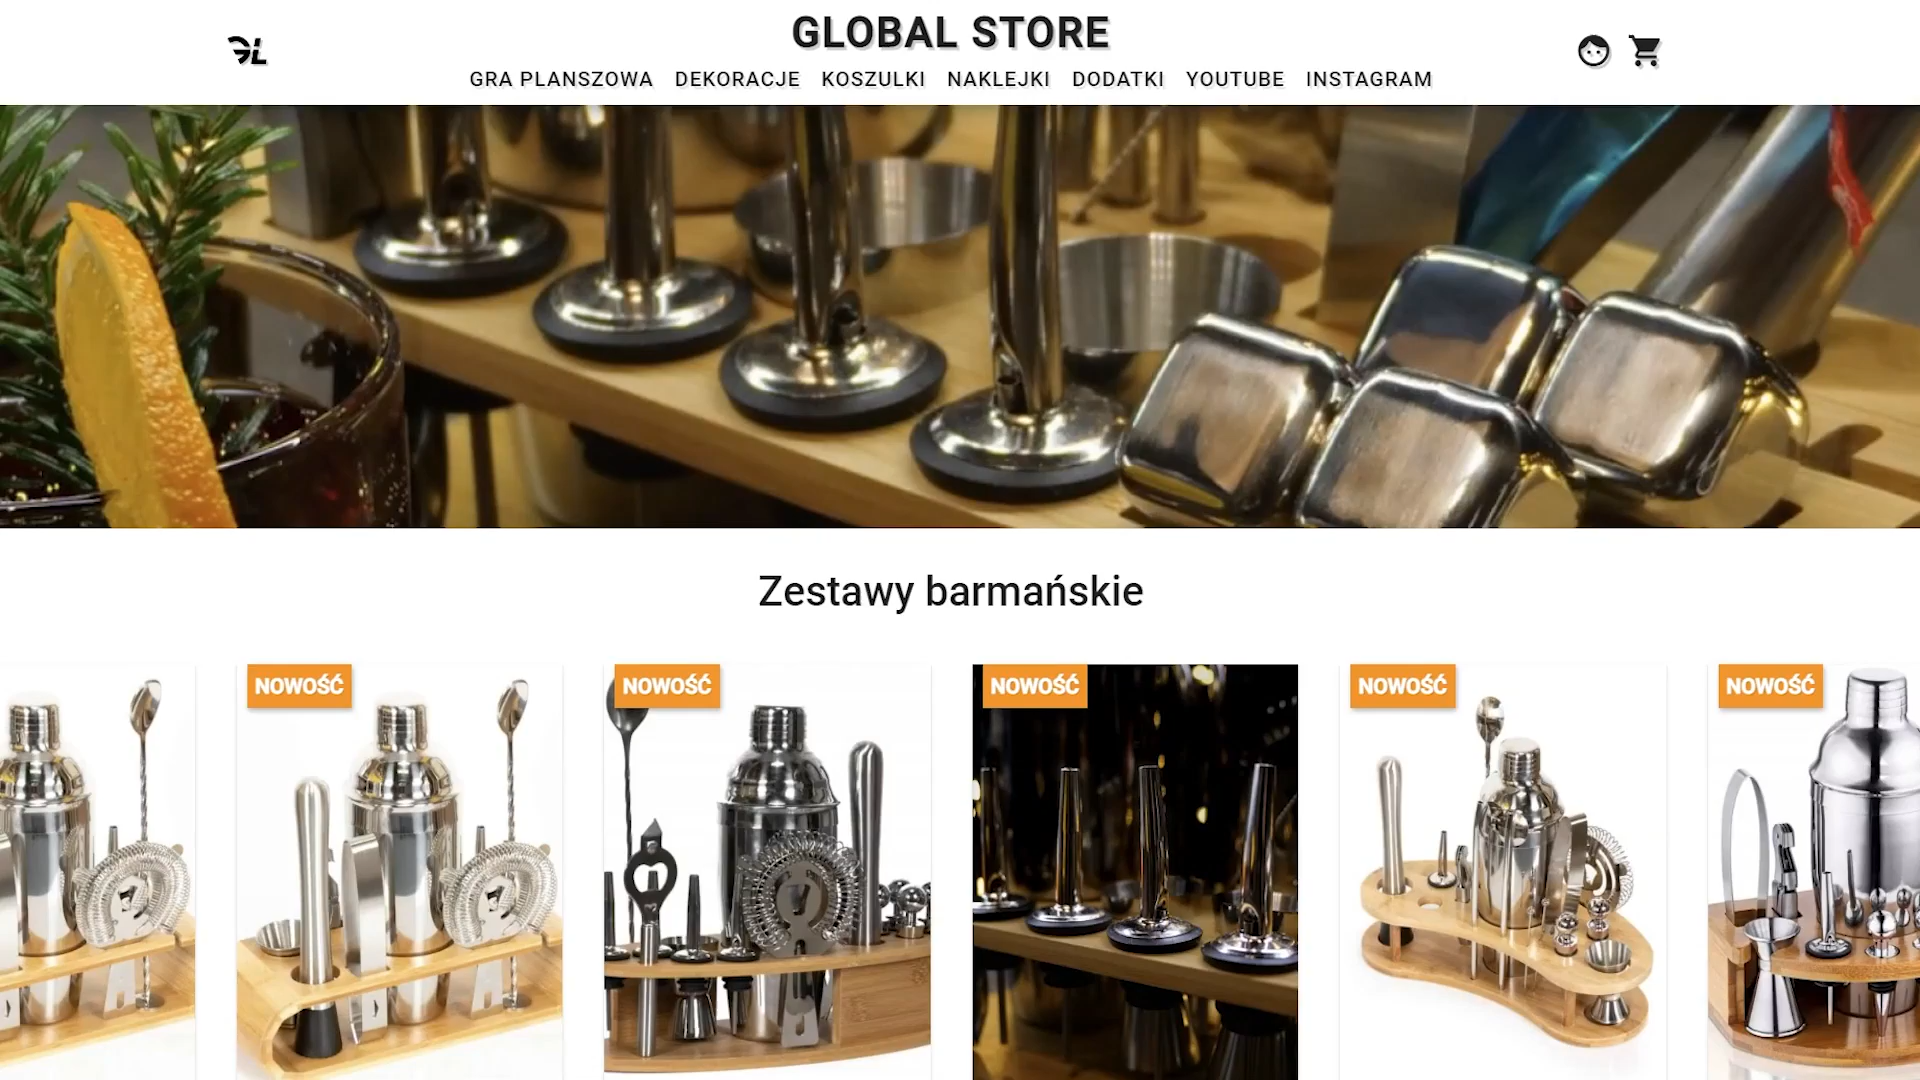 GL
GLOBAL STORE
GRA PLANSZOWA DEKORACJE KOSZULKI NAKLEJKI DODATKI YOUTUBE INSTAGRAM
Zestawy barmańskie
NOWOŚĆ NOWOŚĆ NOWOŚĆ NOWOŚĆ NOWOŚĆ